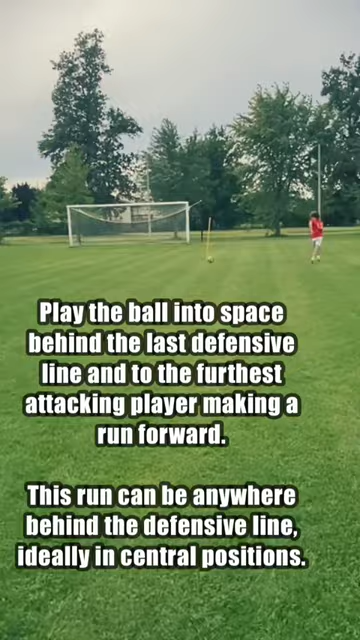 Play the ball into space
behind the last defensive
line and to the furthest
attacking player making a
run forward.
This run can be anywhere
behind the defensive line,
ideally in central positions.